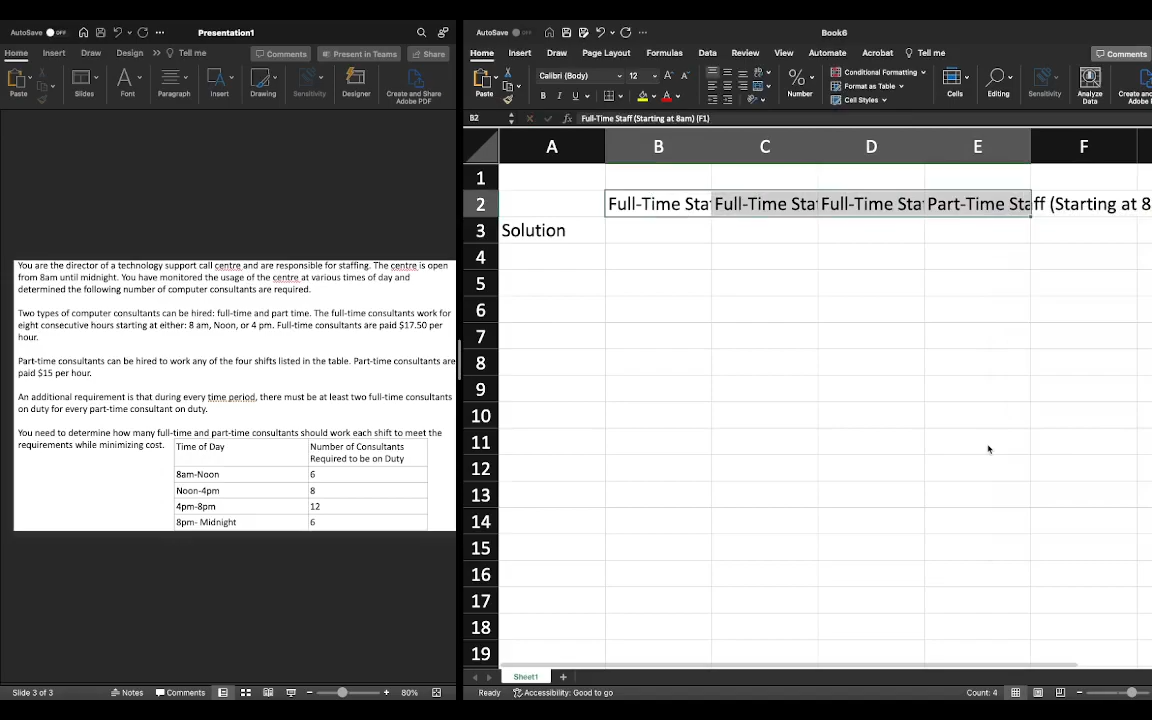 AutoSave OFF
Presentation1
Home Insert Draw Design Tell me
Comments Present in Teams Share
Paste Slides Font Paragraph Insert Drawing Sensitivity Designer Create and Share Adobe PDF
You are the director of a technology support call centre and are responsible for staffing. The centre is open
from 8am until midnight. You have monitored the usage of the centre at various times of day and
determined the following number of computer consultants are required.
Two types of computer consultants can be hired: full-time and part time. The full-time consultants work for
eight consecutive hours starting at either: 8 am, Noon, or 4 pm. Full-time consultants are paid $17.50 per
hour.
Part-time consultants can be hired to work any of the four shifts listed in the table. Part-time consultants are
paid $15 per hour.
An additional requirement is that during every time period, there must be at least two full-time consultants
on duty for every part-time consultant on duty.
You need to determine how many full-time and part-time consultants should work each shift to meet the
requirements while minimizing cost.
Time of Day Number of Consultants
Required to be on Duty
8am-Noon 6
Noon-4pm 8
4pm-8pm 12
8pm- Midnight 6
Slide 3 of 3 Notes Comments 80%
AutoSave OFF
Book6
Home Insert Draw Page Layout Formulas Data Review View Automate Acrobat Tell me
Comments
Paste Calibri (Body) 12 A A
B I U A
ab
% Number
Conditional Formatting
Format as Table
Cell Styles
Cells Editing Sensitivity Analyze Data
B2 fx Full-Time Staff (Starting at 8am) (F1)
A B C D E F
1
2 Full-Time Sta Full-Time Sta Full-Time Sta Part-Time Staff (Starting at 8
3 Solution
4
5
6
7
8
9
10
11
12
13
14
15
16
17
18
19
Sheet1 +
Ready Accessibility: Good to go Count: 4